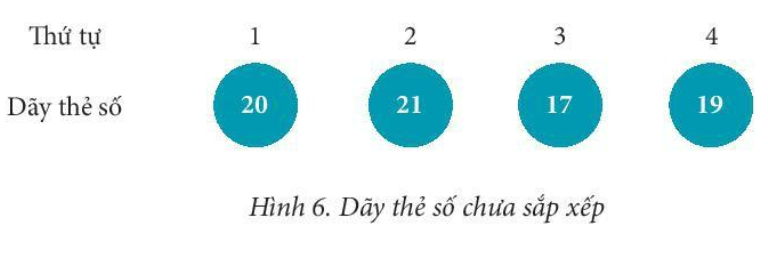 Thứ tự 1 2 3 4
Dãy thẻ số 20 21 17 19
Hình 6. Dãy thẻ số chưa sắp xếp